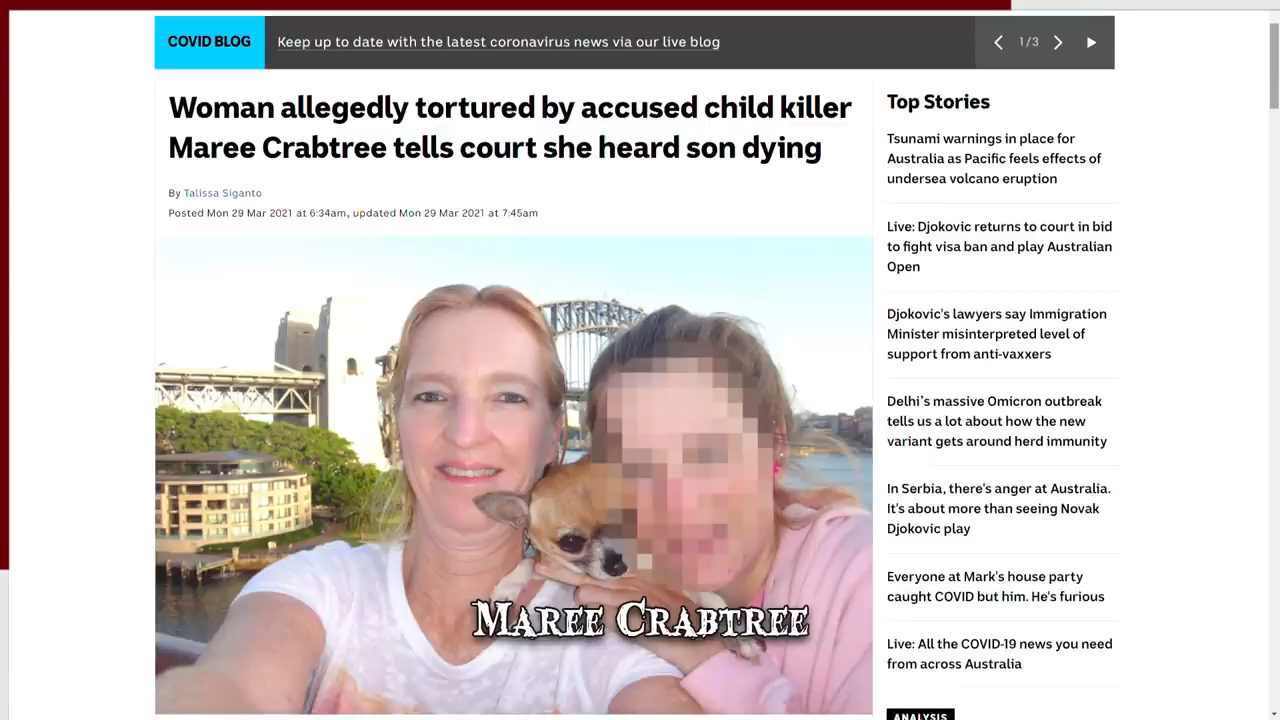 COVID BLOG
Keep up to date with the latest coronavirus news via our live blog
1/3
Woman allegedly tortured by accused child killer
Maree Crabtree tells court she heard son dying
By Talissa Siganto
Posted Mon 29 Mar 2021 at 6:34am, updated Mon 29 Mar 2021 at 7:45am
MAREE CRABTREE
Top Stories
Tsunami warnings in place for
Australia as Pacific feels effects of
undersea volcano eruption
Live: Djokovic returns to court in bid
to fight visa ban and play Australian
Open
Djokovic's lawyers say Immigration
Minister misinterpreted level of
support from anti-vaxxers
Delhi's massive Omicron outbreak
tells us a lot about how the new
variant gets around herd immunity
In Serbia, there's anger at Australia.
It's about more than seeing Novak
Djokovic play
Everyone at Mark's house party
caught COVID but him. He's furious
Live: All the COVID-19 news you need
from across Australia
ANALYSIS